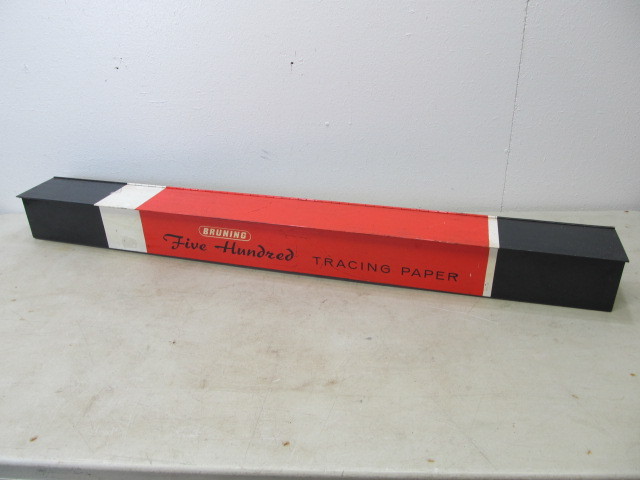 BRUNING
Five Hundred TRACING PAPER